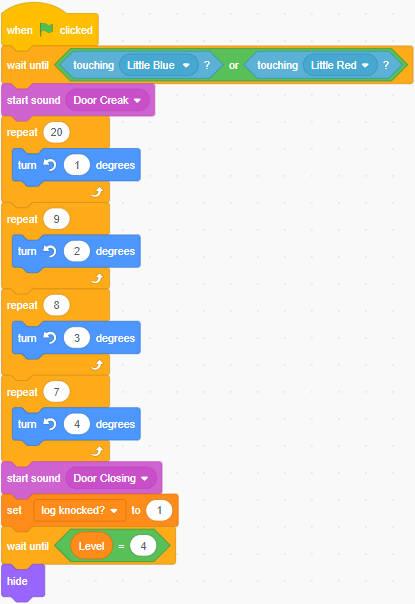 when clicked
wait until touching Little Blue ? or touching Little Red ?
start sound Door Creak
repeat 20
turn 1 degrees
repeat 9
turn 2 degrees
repeat 8
turn 3 degrees
repeat 7
turn 4 degrees
start sound Door Closing
set log knocked? to 1
wait until Level = 4
hide